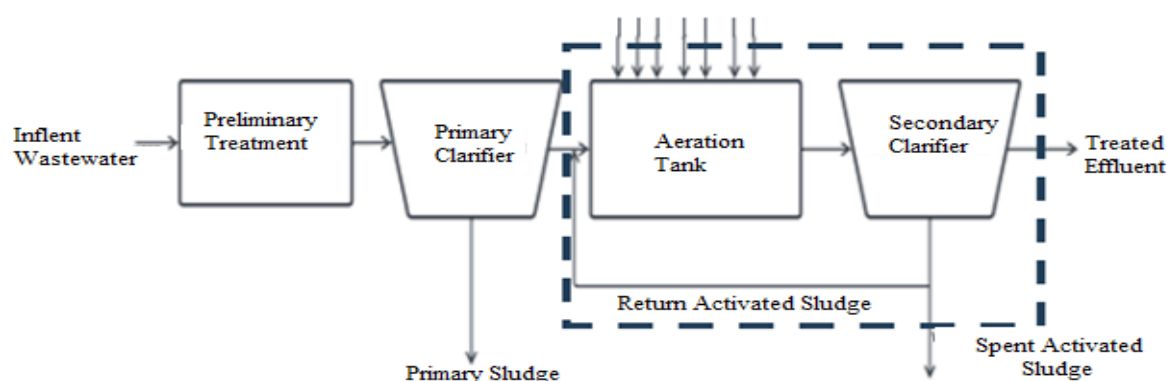 Preliminary
Treatment
Inflent
Wastewater
Primary
Clarifier
Aeration
Tank
Secondary
Clarifier
Treated
Effluent
Return Activated Sludge
Spent Activated
Sludge
Primary Sludge